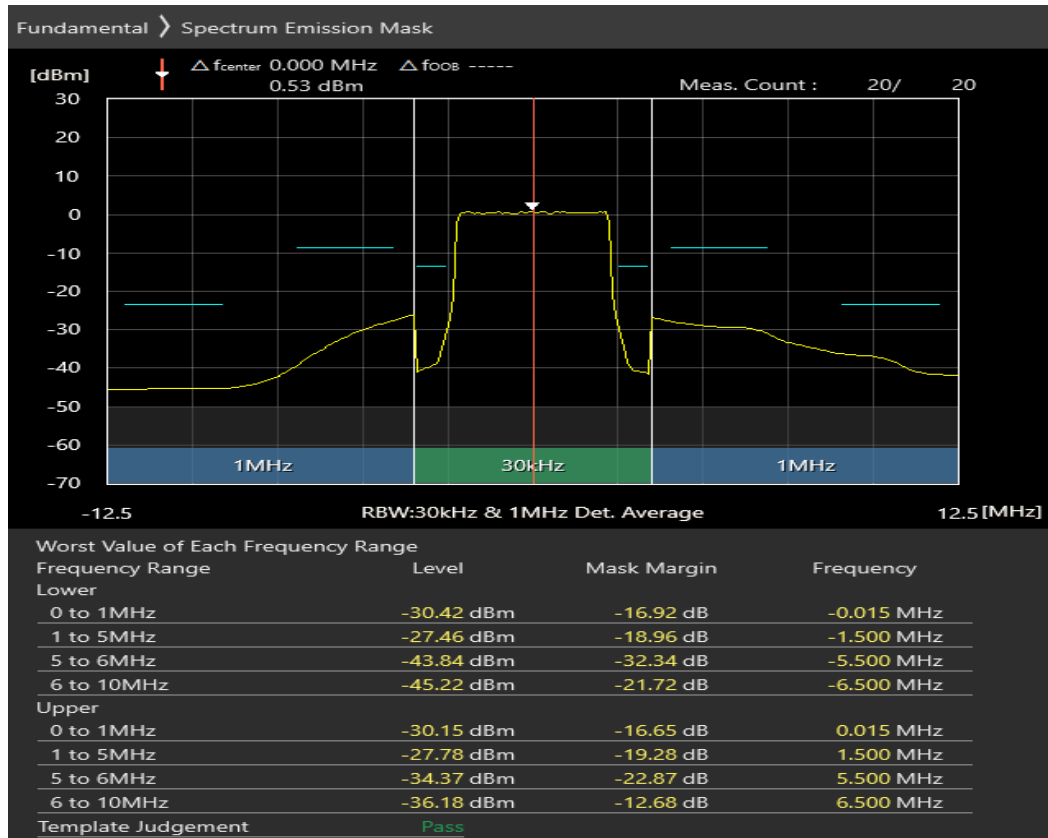 Fundamental ❯ Spectrum Emission Mask
[dBm] △ fcenter 0.000 MHz △ fOOB -----
0.53 dBm Meas. Count : 20/ 20
30
20
10
0
-10
-20
-30
-40
-50
-60
-70
1MHz 30kHz 1MHz
-12.5 RBW:30kHz & 1MHz Det. Average 12.5 [MHz]
Worst Value of Each Frequency Range
Frequency Range Level Mask Margin Frequency
Lower
0 to 1MHz -30.42 dBm -16.92 dB -0.015 MHz
1 to 5MHz -27.46 dBm -18.96 dB -1.500 MHz
5 to 6MHz -43.84 dBm -32.34 dB -5.500 MHz
6 to 10MHz -45.22 dBm -21.72 dB -6.500 MHz
Upper
0 to 1MHz -30.15 dBm -16.65 dB 0.015 MHz
1 to 5MHz -27.78 dBm -19.28 dB 1.500 MHz
5 to 6MHz -34.37 dBm -22.87 dB 5.500 MHz
6 to 10MHz -36.18 dBm -12.68 dB 6.500 MHz
Template Judgement Pass